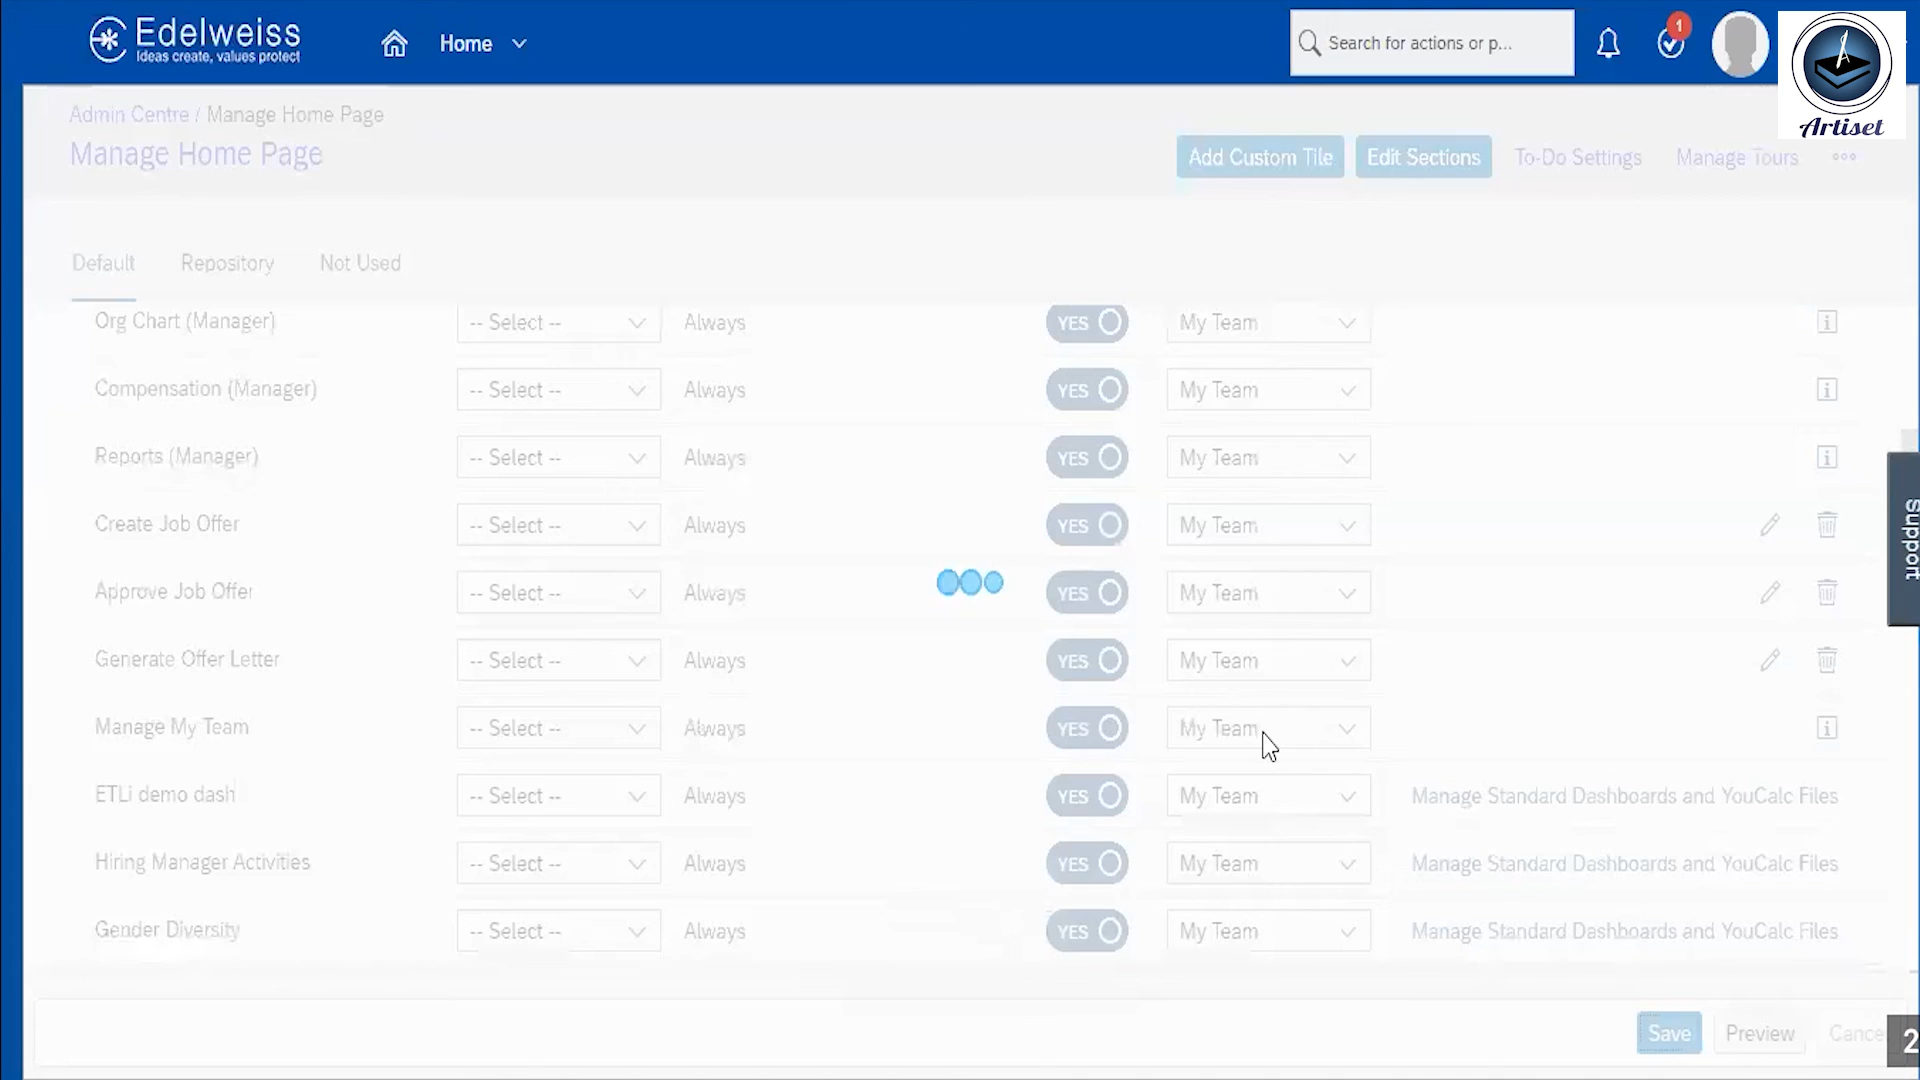 Edelweiss
Ideas create, values protect
Home
Search for actions or p...
1
Artiset
Admin Centre / Manage Home Page
Manage Home Page
Add Custom Tile
Edit Sections
To-Do Settings
Manage Tours
Default
Repository
Not Used
Org Chart (Manager) -- Select -- Always YES My Team
Compensation (Manager) -- Select -- Always YES My Team
Reports (Manager) -- Select -- Always YES My Team
Create Job Offer -- Select -- Always YES My Team
Approve Job Offer -- Select -- Always YES My Team
Generate Offer Letter -- Select -- Always YES My Team
Manage My Team -- Select -- Always YES My Team
ETLi demo dash -- Select -- Always YES My Team Manage Standard Dashboards and YouCalc Files
Hiring Manager Activities -- Select -- Always YES My Team Manage Standard Dashboards and YouCalc Files
Gender Diversity -- Select -- Always YES My Team Manage Standard Dashboards and YouCalc Files
Support
Save
Preview
Cance
2